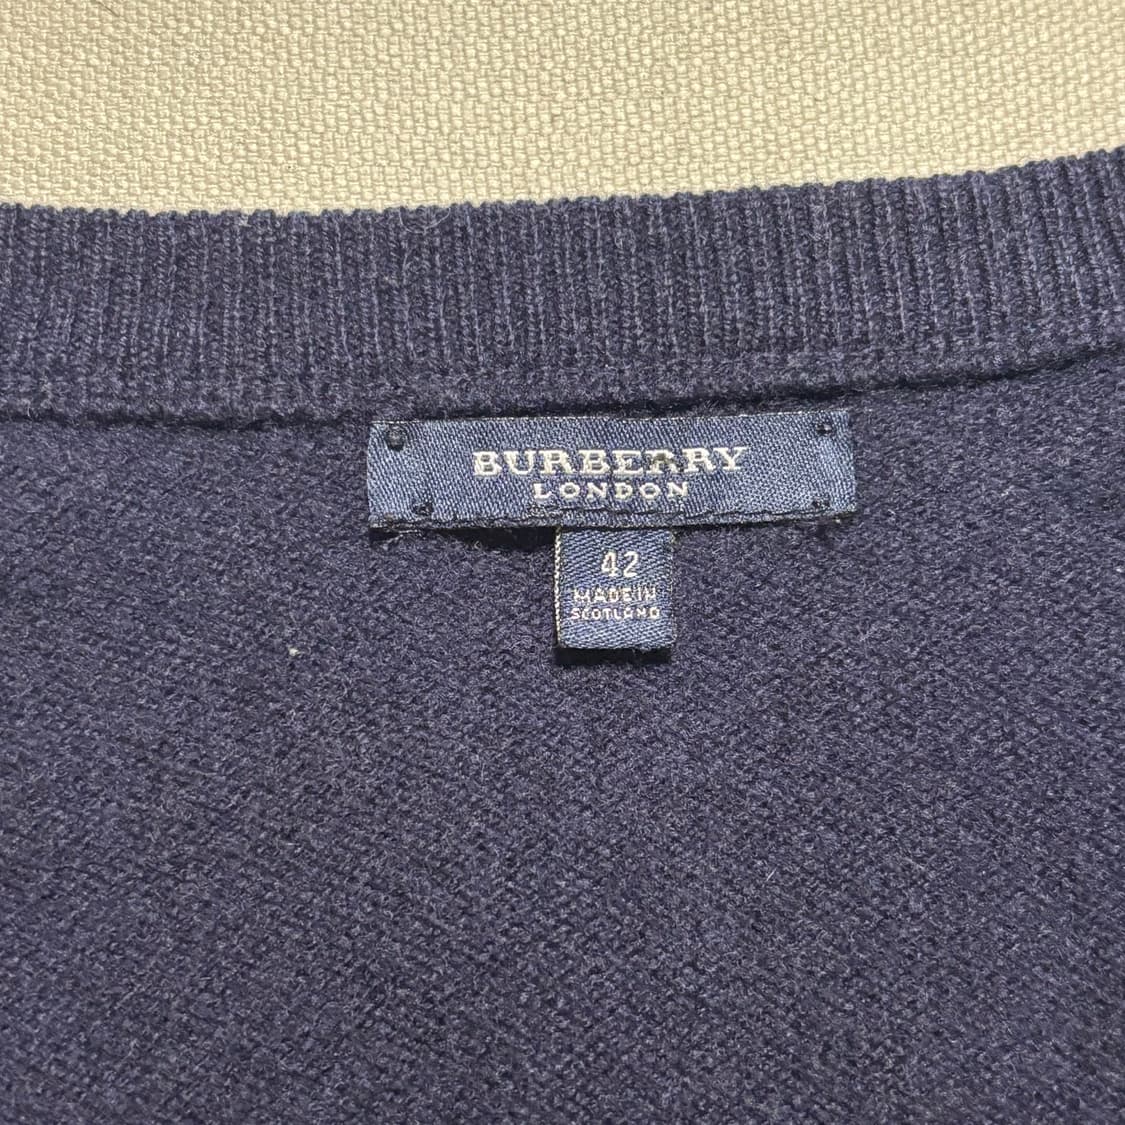 BURBERRY
LONDON
42
MADE IN
SCOTLAND